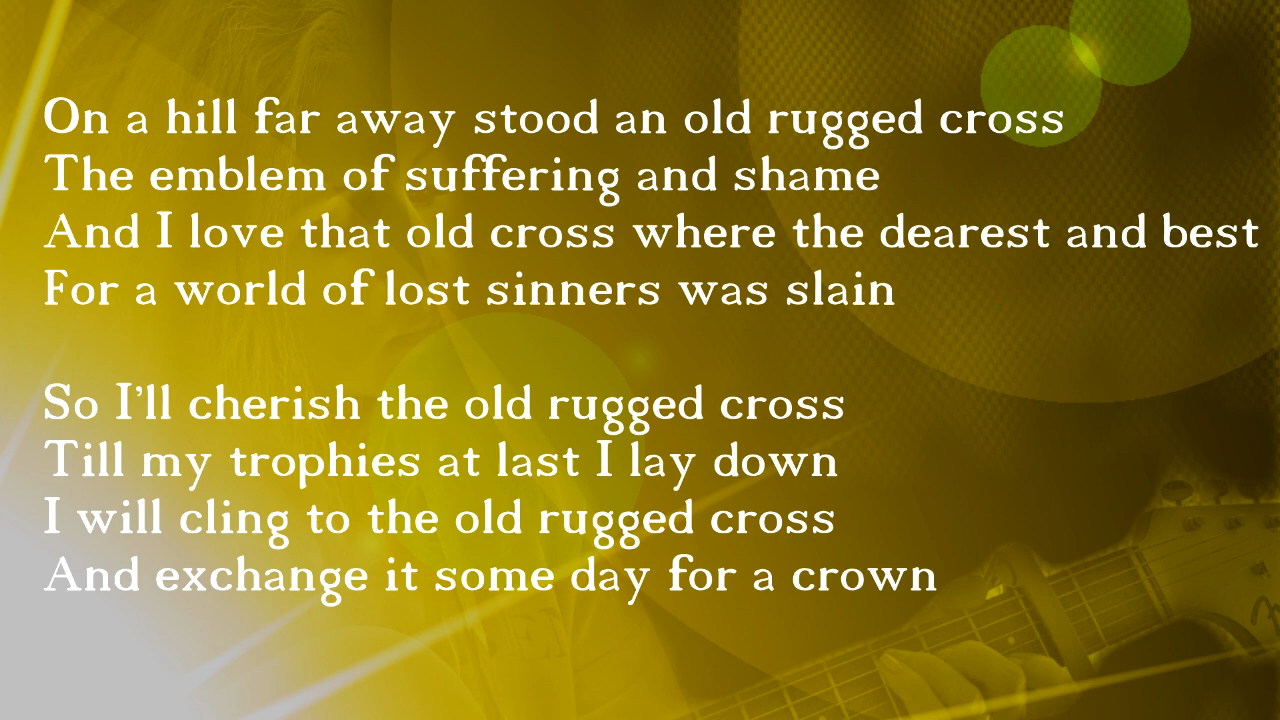 On a hill far away stood an old rugged cross
The emblem of suffering and shame
And I love that old cross where the dearest and best
For a world of lost sinners was slain
So I'll cherish the old rugged cross
Till my trophies at last I lay down
I will cling to the old rugged cross
And exchange it some day for a crown